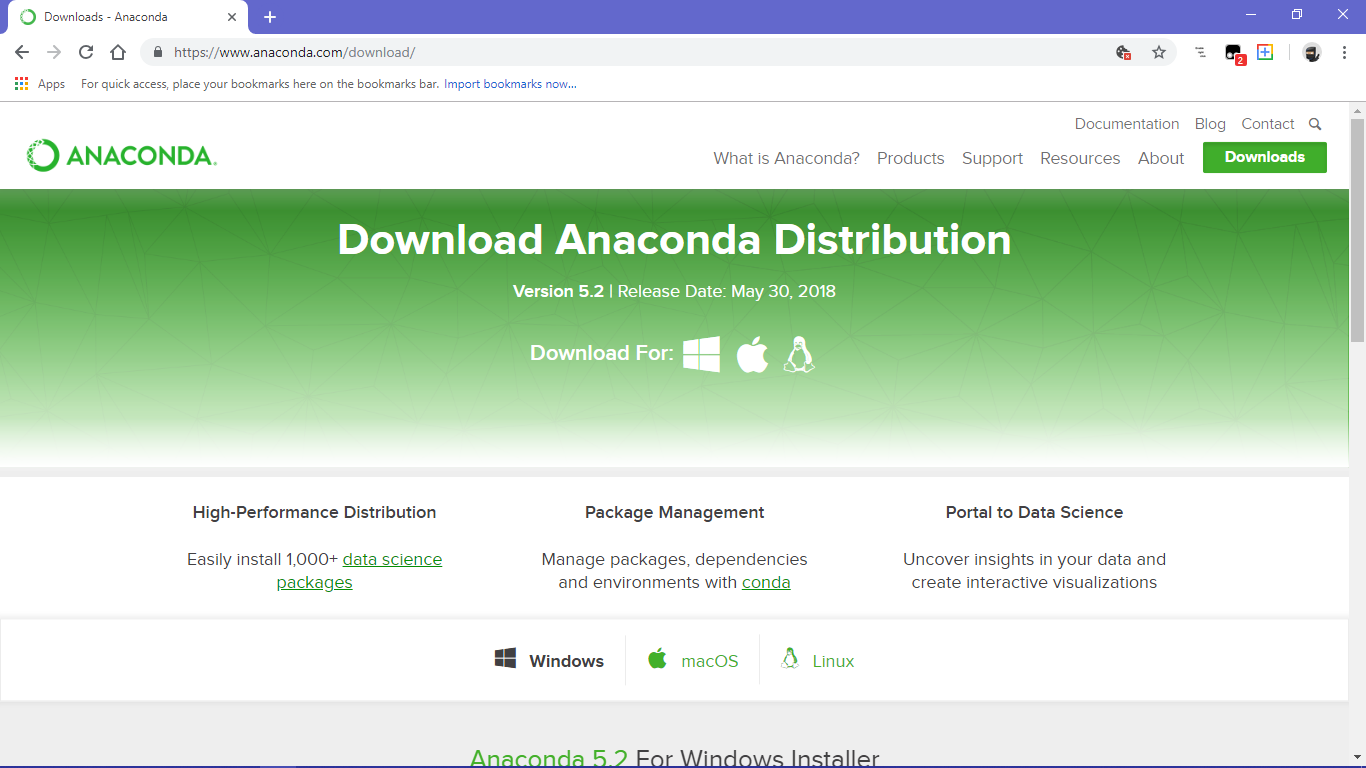 Downloads - Anaconda
https://www.anaconda.com/download/
2
Apps For quick access, place your bookmarks here on the bookmarks bar. Import bookmarks now...
Documentation Blog Contact
ANACONDA.
What is Anaconda? Products Support Resources About Downloads
Download Anaconda Distribution
Version 5.2 | Release Date: May 30, 2018
Download For:
High-Performance Distribution
Easily install 1,000+ data science
packages
Package Management
Manage packages, dependencies
and environments with conda
Portal to Data Science
Uncover insights in your data and
create interactive visualizations
Windows macOS Linux
Anaconda 5.2 For Windows Installer